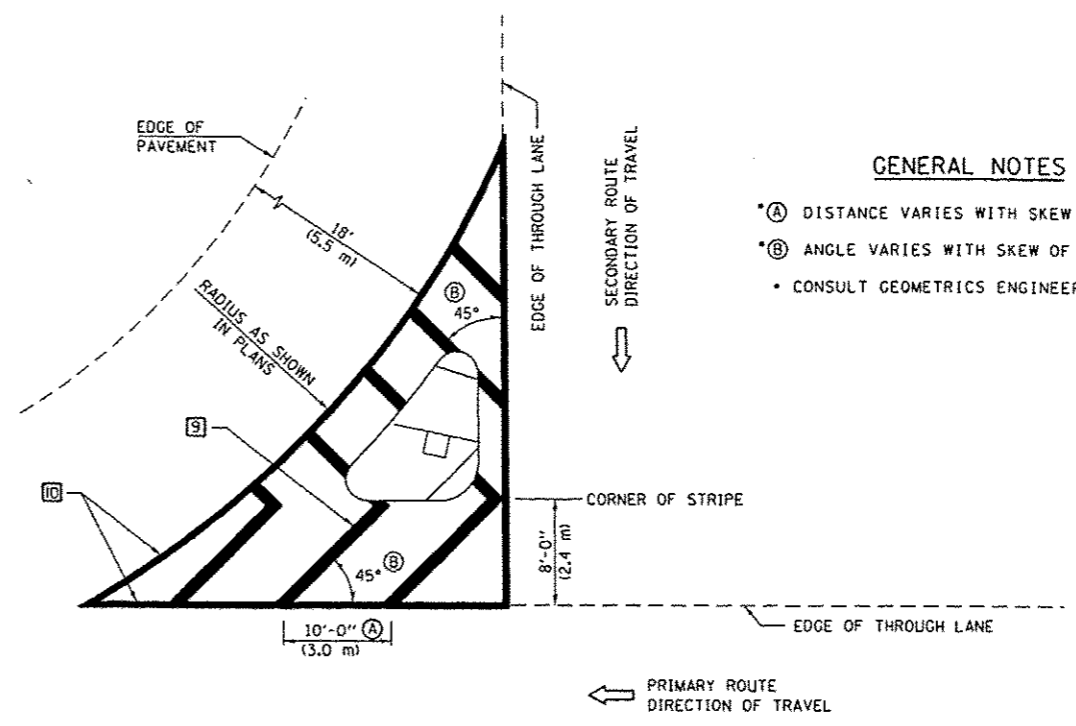 EDGE OF
PAVEMENT
18'
(5.5 m)
RADIUS AS SHOWN
IN PLANS
9
10
EDGE OF THROUGH LANE
SECONDARY ROUTE
DIRECTION OF TRAVEL
B
45°
GENERAL NOTES
*A DISTANCE VARIES WITH SKEW
*B ANGLE VARIES WITH SKEW OF
• CONSULT GEOMETRICS ENGINEER
CORNER OF STRIPE
8'-0"
(2.4 m)
45° B
10'-0" A
(3.0 m)
EDGE OF THROUGH LANE
PRIMARY ROUTE
DIRECTION OF TRAVEL